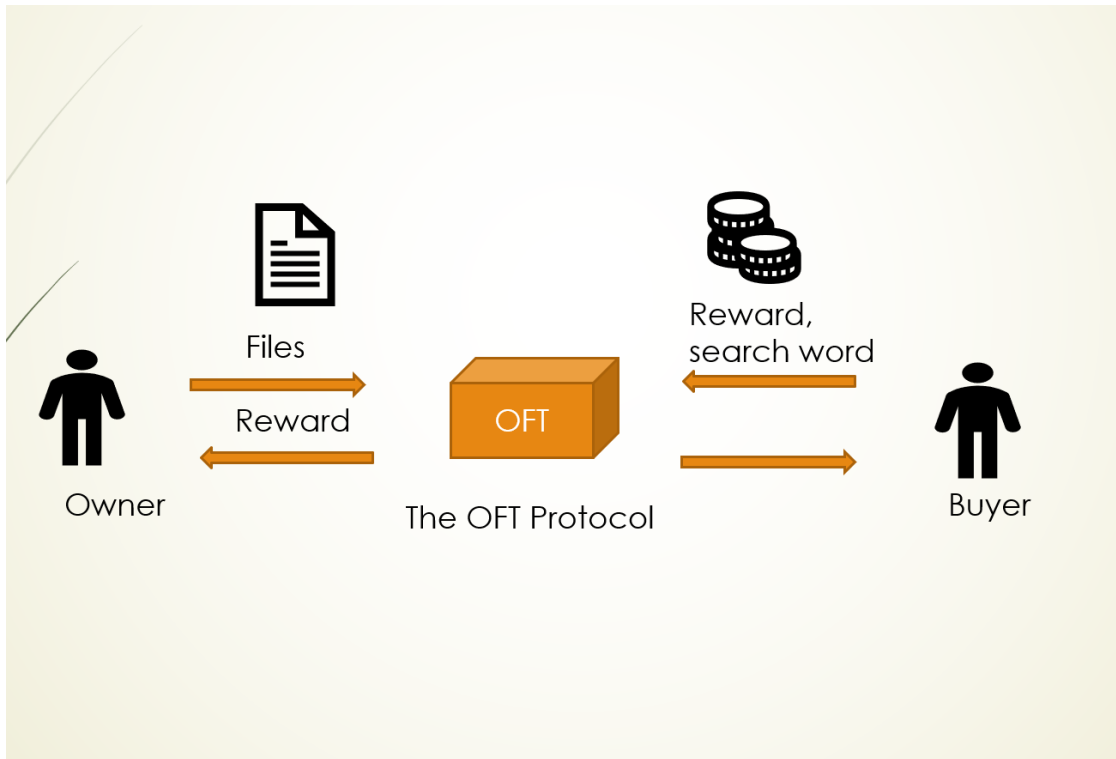 Files
Reward
Owner
OFT
The OFT Protocol
Reward,
search word
Buyer